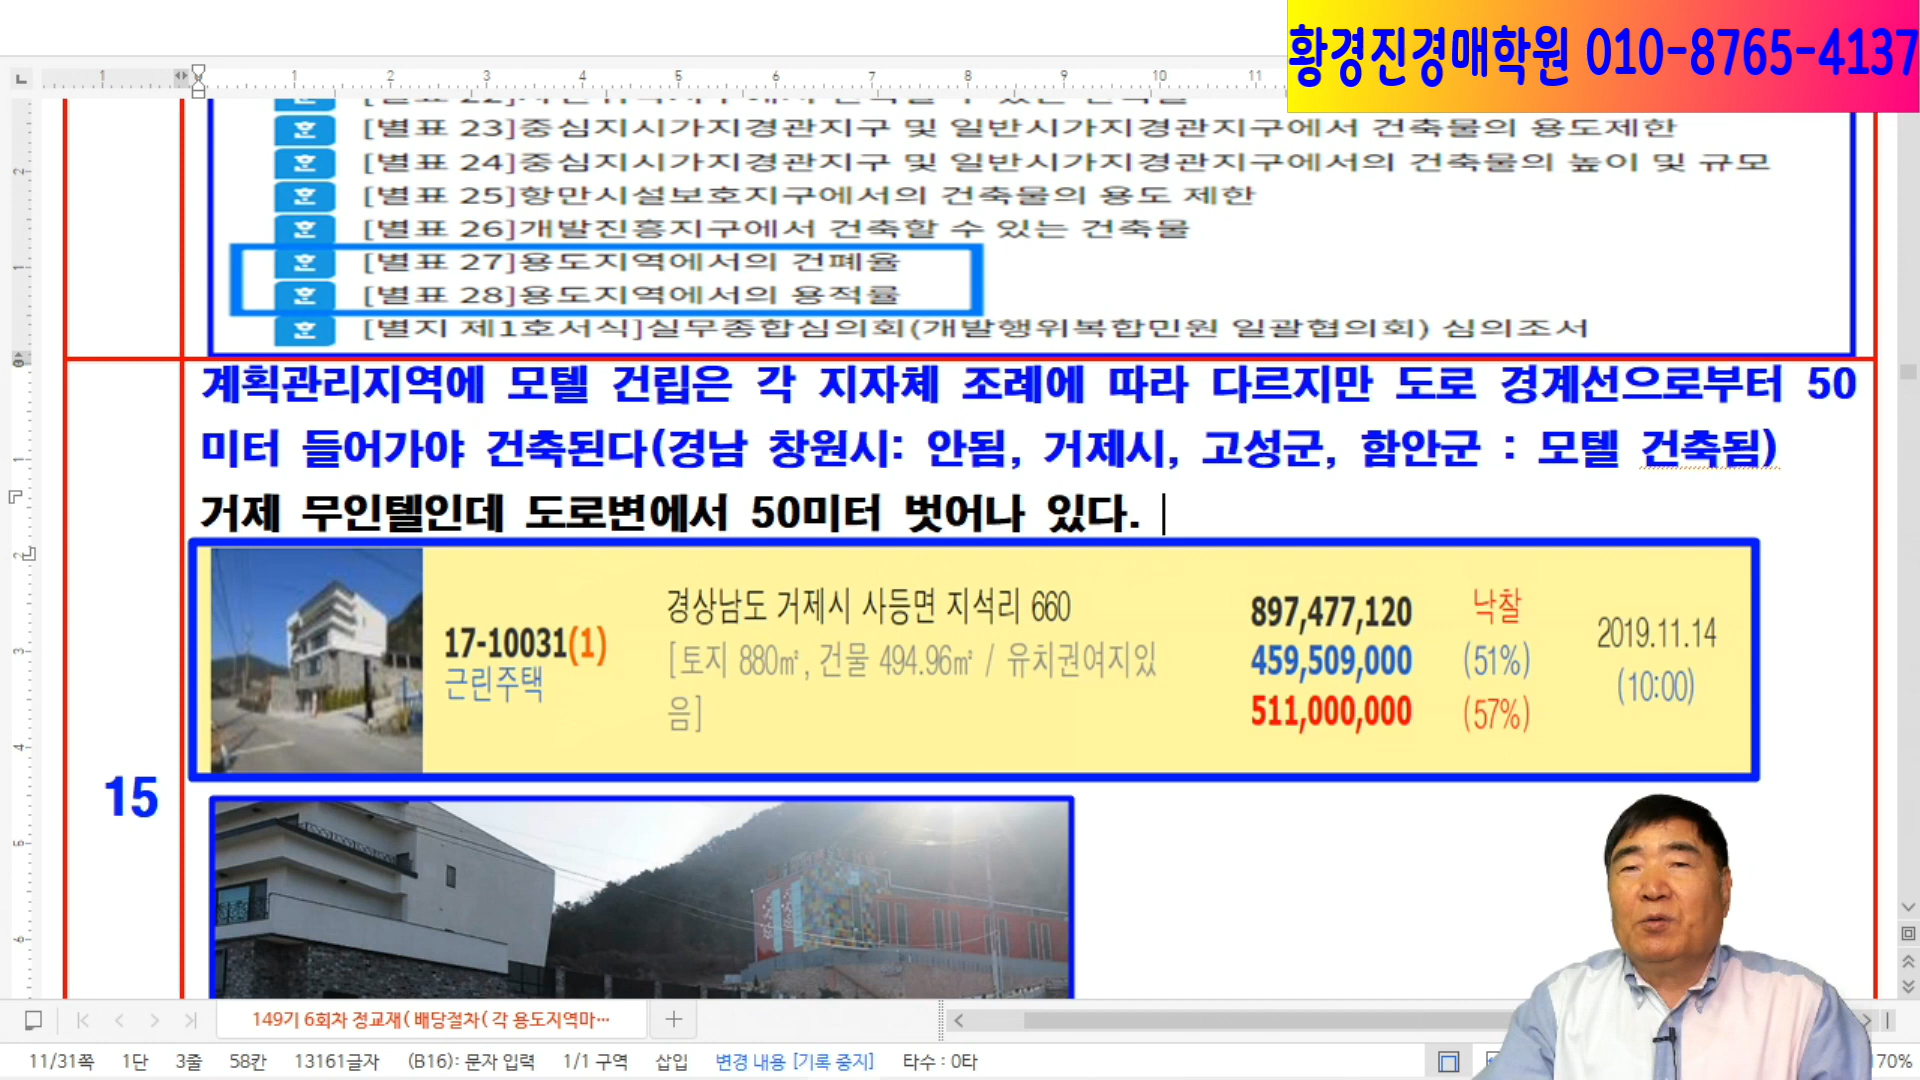 황경진경매학원 010-8765-4137
1 1 2 3 4 5 6 7 8 9 10 11
[별표 23]중심지시가지경관지구 및 일반시가지경관지구에서 건축물의 용도제한
[별표 24]중심지시가지경관지구 및 일반시가지경관지구에서의 건축물의 높이 및 규모
[별표 25]항만시설보호지구에서의 건축물의 용도 제한
[별표 26]개발진흥지구에서 건축할 수 있는 건축물
[별표 27]용도지역에서의 건폐율
[별표 28]용도지역에서의 용적률
[별지 제1호서식]실무종합심의회(개발행위복합민원 일괄협의회) 심의조서
계획관리지역에 모텔 건립은 각 지자체 조례에 따라 다르지만 도로 경계선으로부터 50
미터 들어가야 건축된다(경남 창원시: 안됨, 거제시, 고성군, 함안군 : 모텔 건축됨)
거제 무인텔인데 도로변에서 50미터 벗어나 있다.
17-10031(1)
근린주택
경상남도 거제시 사등면 지석리 660
[토지 880㎡, 건물 494.96㎡ / 유치권여지있
음]
897,477,120
459,509,000
511,000,000
낙찰
(51%)
(57%)
2019.11.14
(10:00)
15
149기 6회차 정교재( 배당절차( 각 용도지역마…
11/31쪽 1단 3줄 58칸 13161글자 (B16): 문자 입력 1/1 구역 삽입 변경 내용 [기록 중지] 타수 : 0타 170%